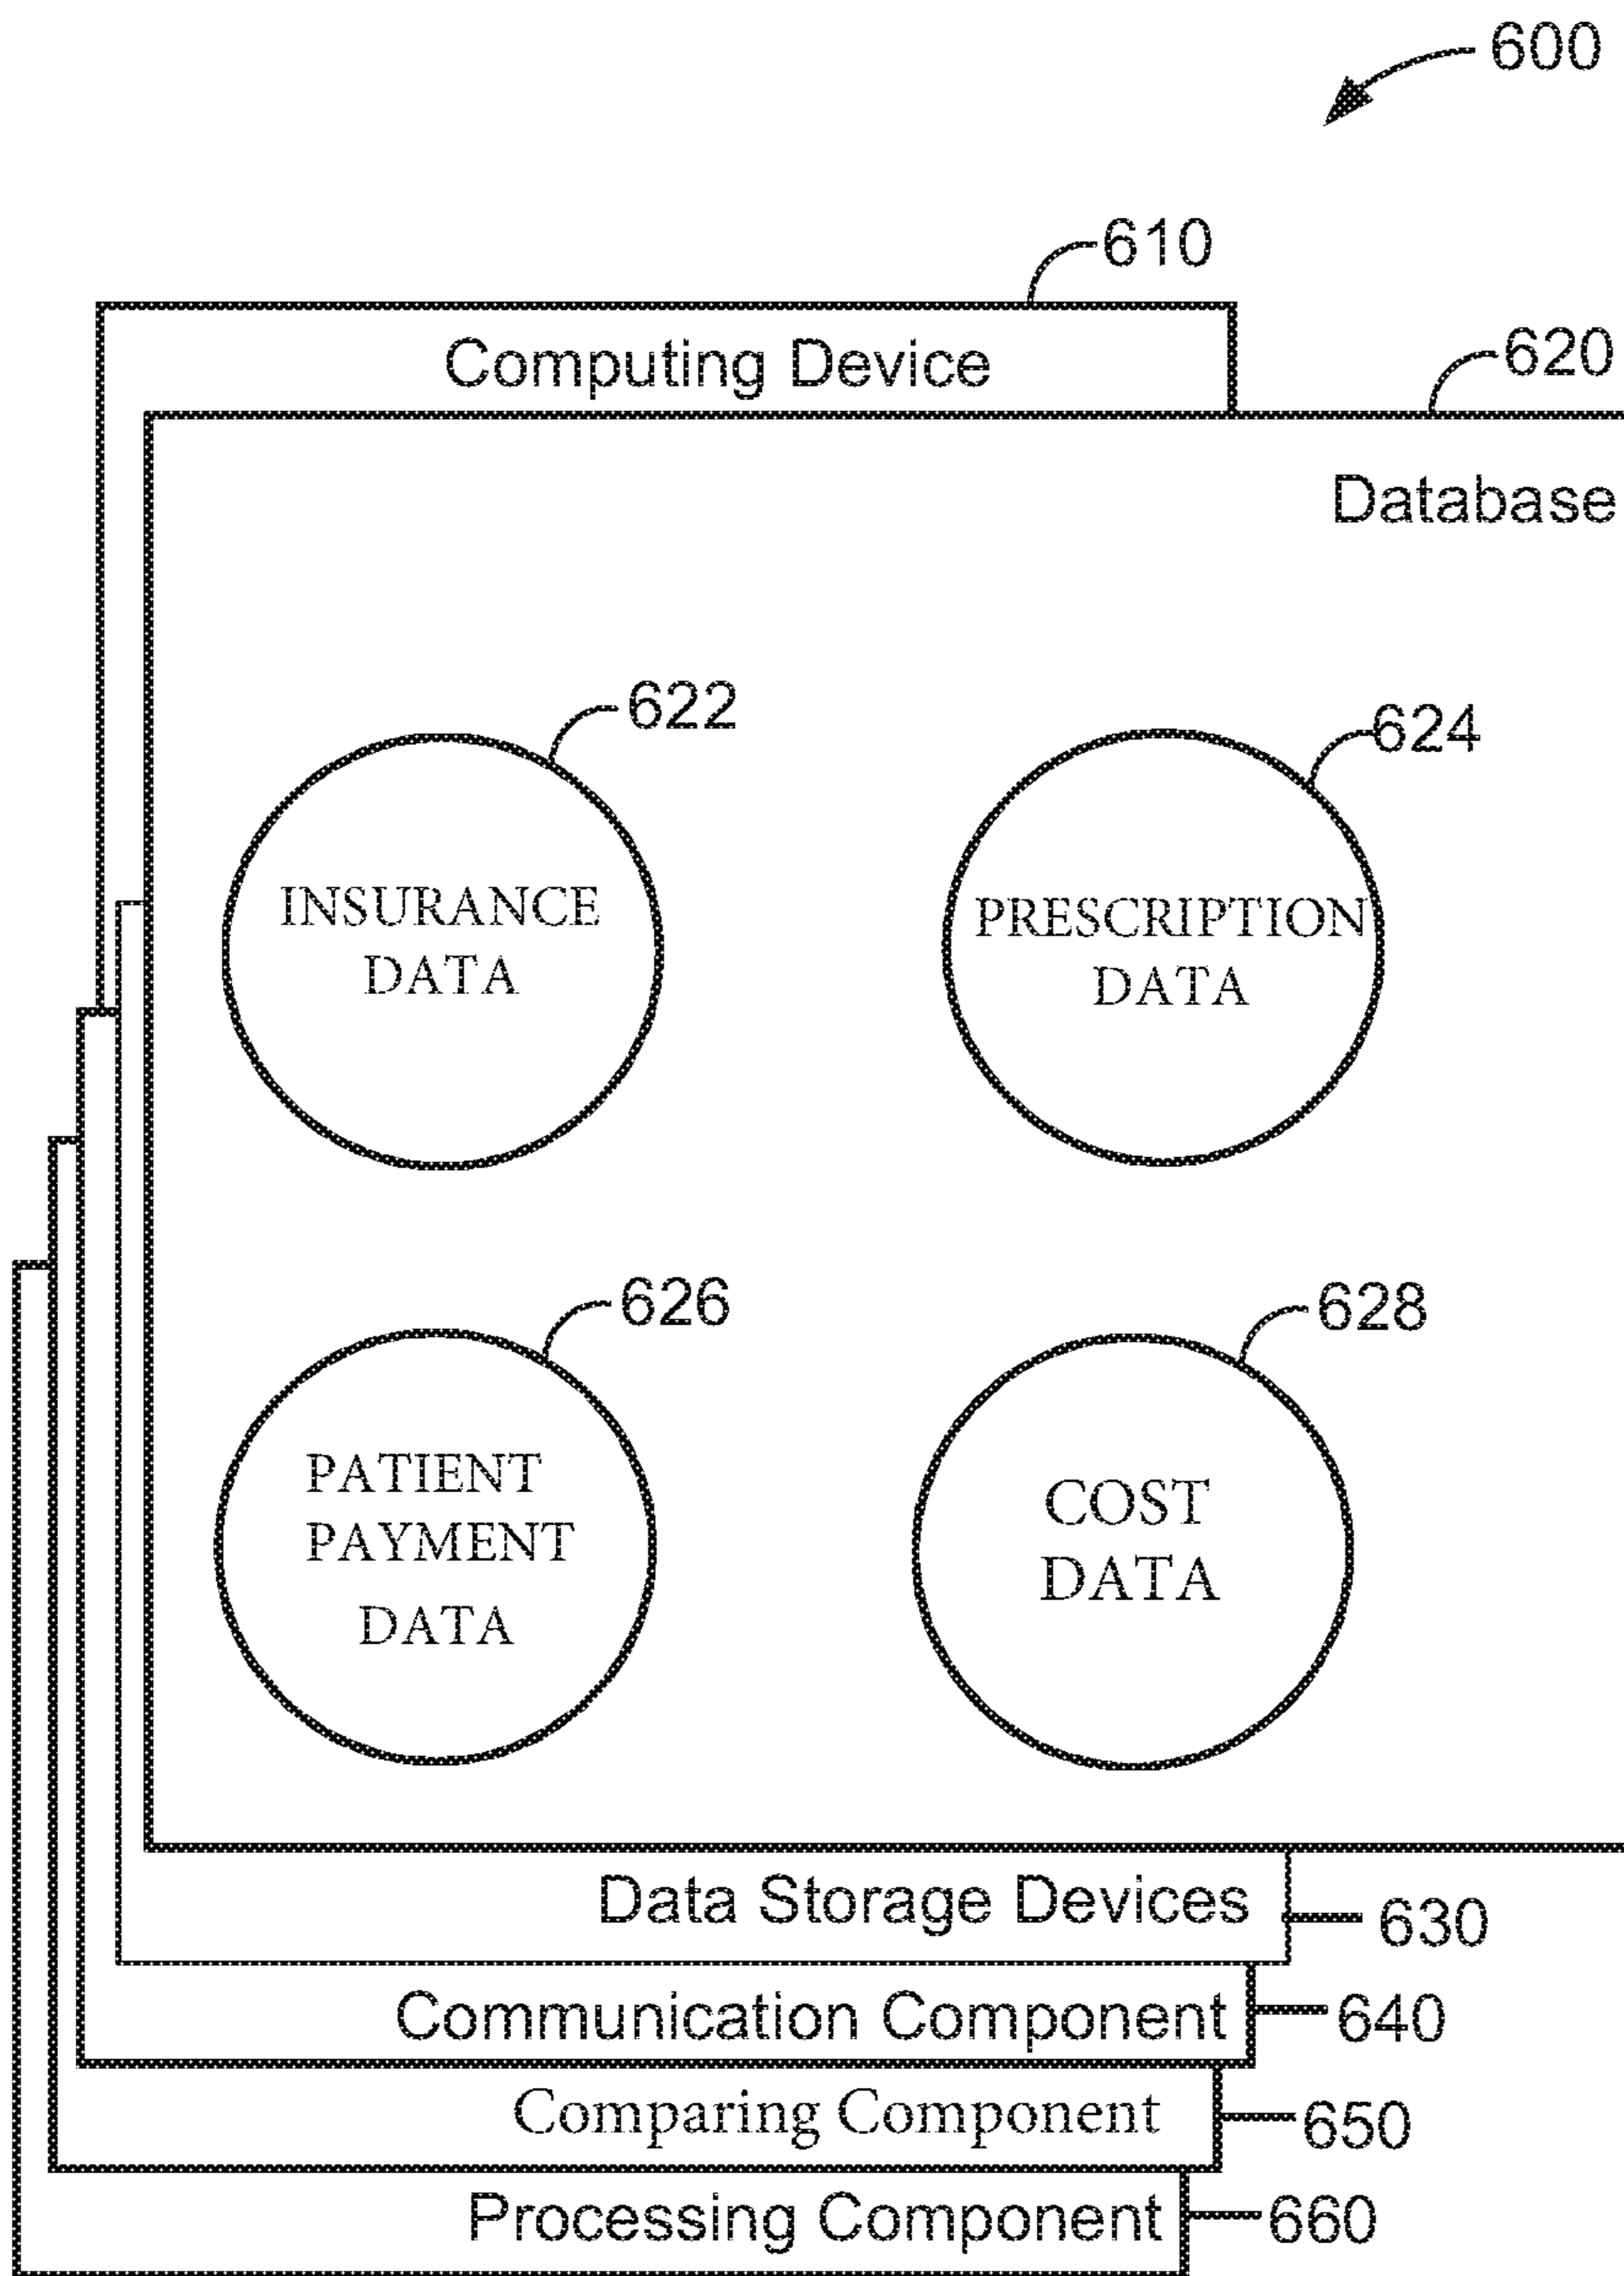 600
610
Computing Device
620
Database
622
624
INSURANCE
DATA
PRESCRIPTION
DATA
626
628
PATIENT
PAYMENT
DATA
COST
DATA
Data Storage Devices
630
Communication Component
640
Comparing Component
650
Processing Component
660